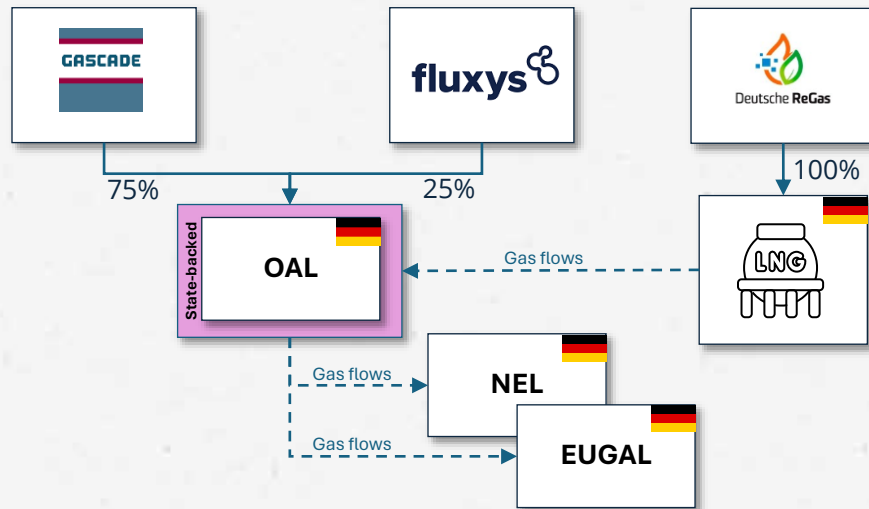 GASCADE
fluxys
Deutsche ReGas
75%
25%
100%
State-backed
OAL
Gas flows
LNG
Gas flows
NEL
Gas flows
EUGAL